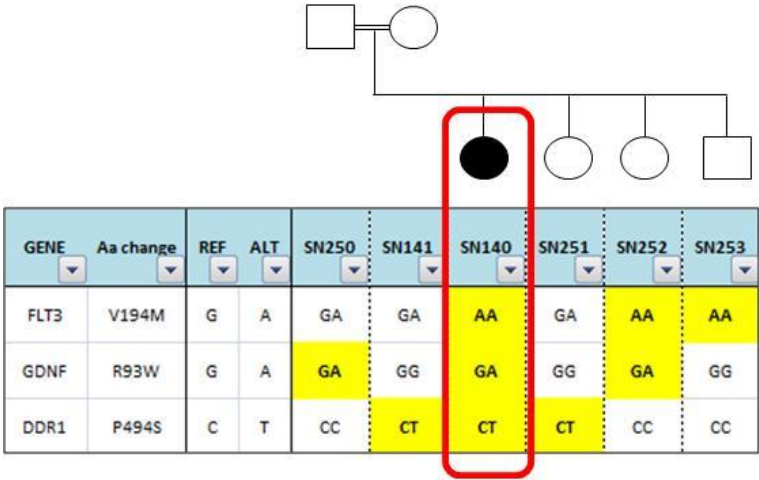 GENE Aa change REF ALT SN250 SN141 SN140 SN251 SN252 SN253
FLT3 V194M G A GA GA AA GA AA AA
GDNF R93W G A GA GG GA GG GA GG
DDR1 P494S C T CC CT CT CT CC CC